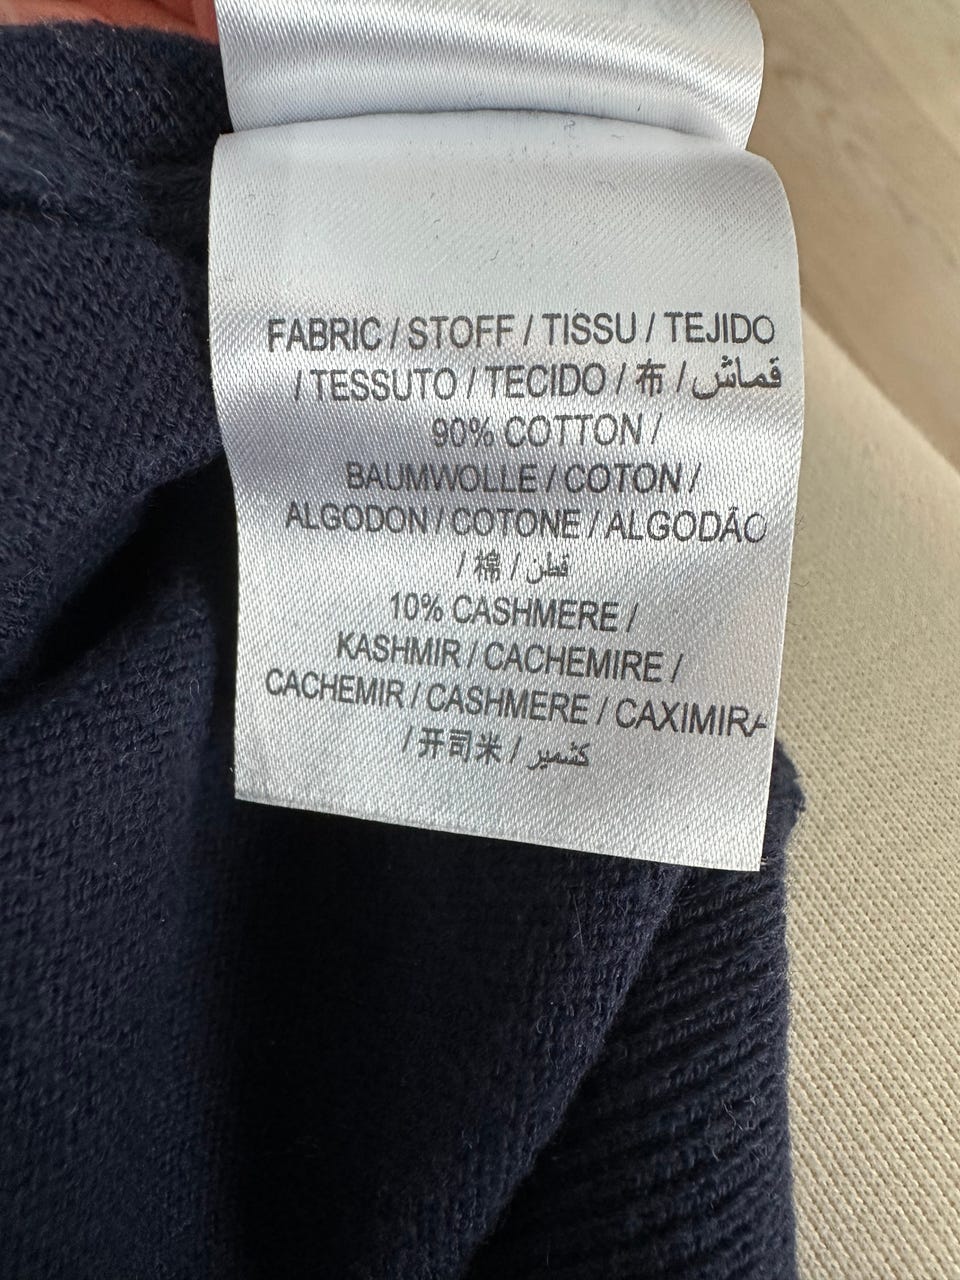 FABRIC / STOFF / TISSU / TEJIDO
/ TESSUTO / TECIDO / 布 / قماش
90% COTTON /
BAUMWOLLE / COTON /
ALGODON / COTONE / ALGODÃO
/ 棉 / قطر
10% CASHMERE /
KASHMIR / CACHEMIRE /
CACHEMIR / CASHMERE / CAXIMIRA
/ 开司米 / كشمير